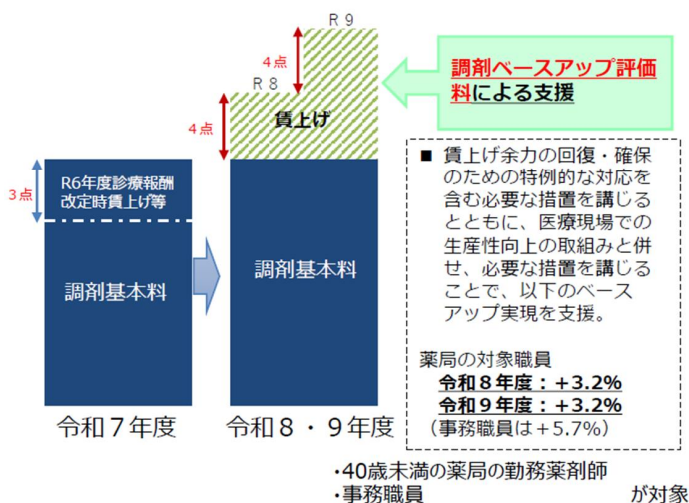 R9
4点
R8
4点
賃上げ
調剤ベースアップ評価
料による支援
3点
R6年度診療報酬
改定時賃上げ等
調剤基本料
調剤基本料
令和7年度
令和8・9年度
■ 賃上げ余力の回復・確保
のための特例的な対応を
含む必要な措置を講じる
とともに、医療現場での
生産性向上の取組みと併
せ、必要な措置を講じる
ことで、以下のベース
アップ実現を支援。
薬局の対象職員
令和8年度：+3.2%
令和9年度：+3.2%
（事務職員は+5.7%）
・40歳未満の薬局の勤務薬剤師
・事務職員 が対象